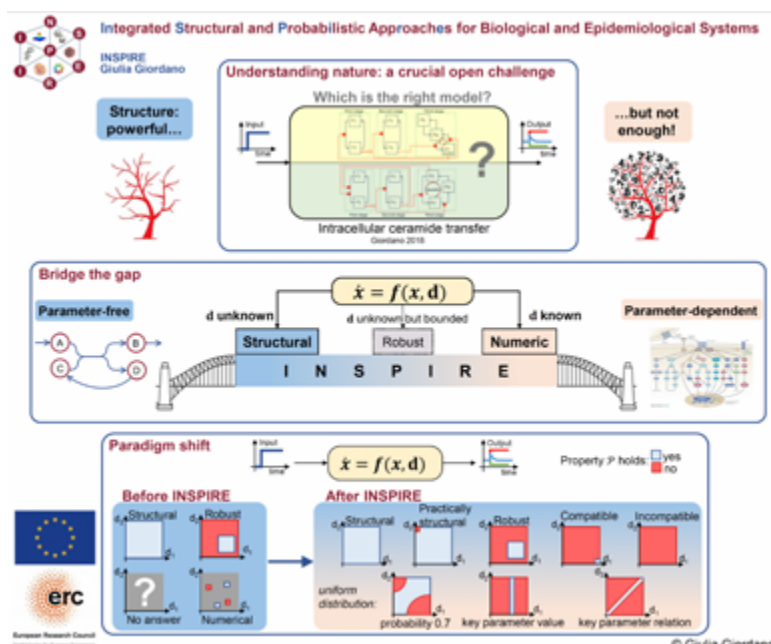 Integrated Structural and Probabilistic Approaches for Biological and Epidemiological Systems
N
I S
P
I E
R
INSPIRE
Giulia Giordano
Understanding nature: a crucial open challenge
Structure:
powerful…
Which is the right model?
Input
time
?
Output
time
…but not
enough!
Intracellular ceramide transfer
Giordano 2018
Bridge the gap
ẋ = f(x, d)
Parameter-free
d unknown
d unknown but bounded
d known
Parameter-dependent
A B
C D
Structural
Robust
Numeric
I N S P I R E
Paradigm shift
Input
time
ẋ = f(x, d)
Output
time
Property 𝒫 holds:
yes
no
Before INSPIRE
After INSPIRE
Structural
Robust
Structural
Practically
structural
Robust
Compatible
Incompatible
?
No answer
Numerical
uniform
distribution:
probability 0.7
key parameter value
key parameter relation
erc
European Research Council
© Giulia Giordano